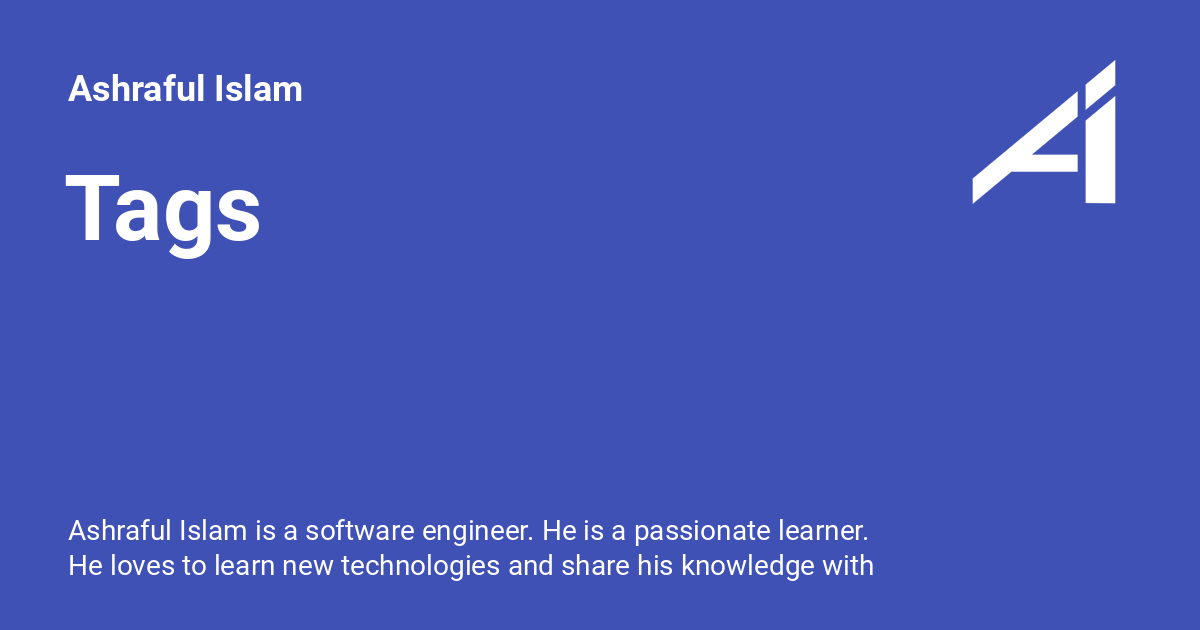 Ashraful Islam
Tags
Ashraful Islam is a software engineer. He is a passionate learner.
He loves to learn new technologies and share his knowledge with